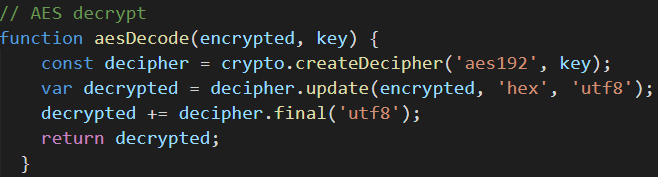 // AES decrypt
function aesDecode(encrypted, key) {
    const decipher = crypto.createDecipher('aes192', key);
    var decrypted = decipher.update(encrypted, 'hex', 'utf8');
    decrypted += decipher.final('utf8');
    return decrypted;
  }